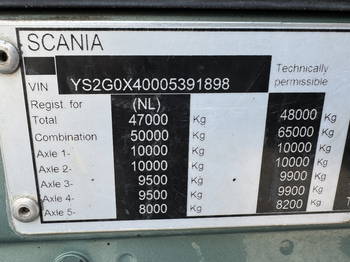 SCANIA
VIN YS2G0X40005391898 Technically permissible
Regist. for (NL)
Total 47000 Kg 48000 Kg
Combination 50000 Kg 65000 Kg
Axle 1- 10000 Kg 10000 Kg
Axle 2- 10000 Kg 10000 Kg
Axle 3- 9500 Kg 9900 Kg
Axle 4- 9500 Kg 9900 Kg
Axle 5- 8000 Kg 8200 Kg